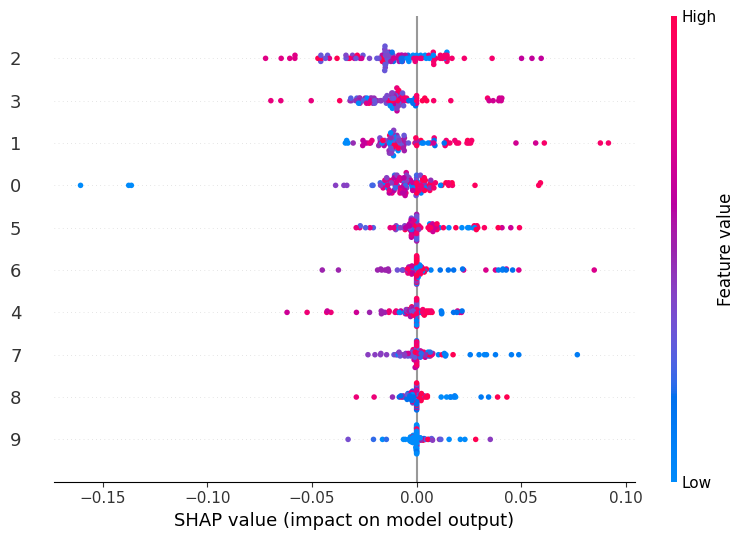 High
2
3
1
0
5
6
4
7
8
9
Feature value
Low
−0.15 −0.10 −0.05 0.00 0.05 0.10
SHAP value (impact on model output)